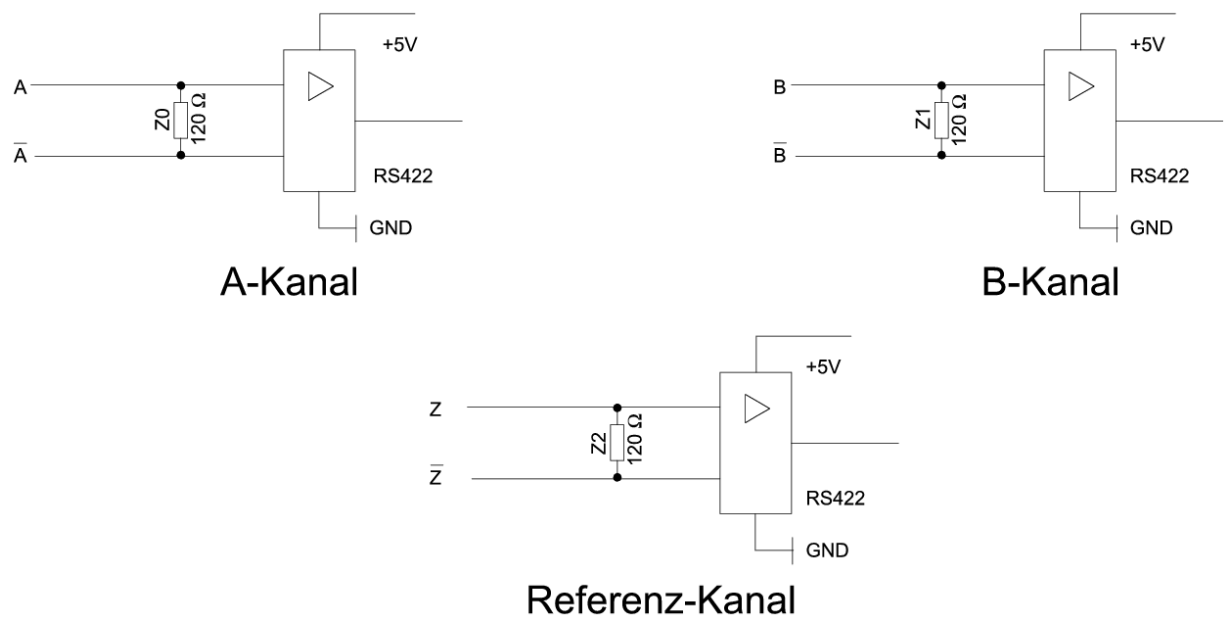 +5V
A
Z0
120 Ω
A̅
RS422
GND
A-Kanal
+5V
B
Z1
120 Ω
B̅
RS422
GND
B-Kanal
+5V
Z
Z2
120 Ω
Z̅
RS422
GND
Referenz-Kanal